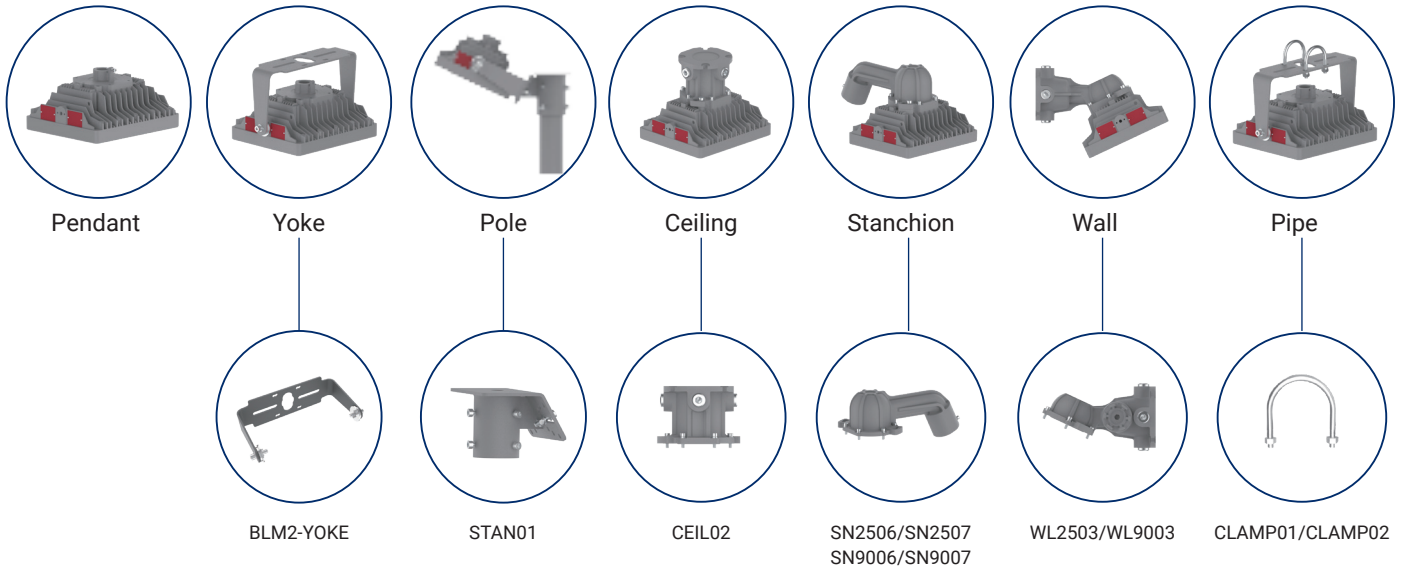 Pendant
Yoke
Pole
Ceiling
Stanchion
Wall
Pipe
BLM2-YOKE
STAN01
CEIL02
SN2506/SN2507
SN9006/SN9007
WL2503/WL9003
CLAMP01/CLAMP02